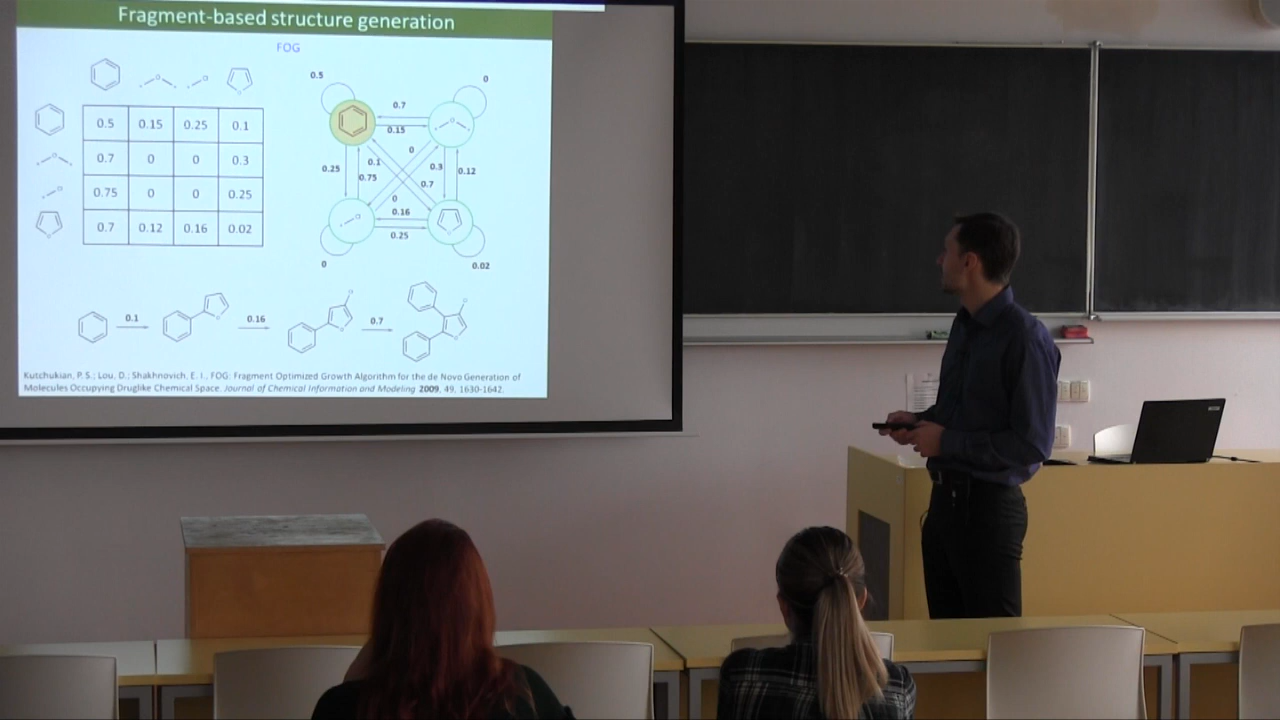 Fragment-based structure generation
FOG
0.5 0.15 0.25 0.1
0.7 0 0 0.3
0.75 0 0 0.25
0.7 0.12 0.16 0.02
0.5
0
0.7
0.15
0
0.25
0.1
0.75
0.3
0.12
0.7
0
0.16
0.25
0
0.02
0.1
0.16
0.7
Kutchukian, P. S.; Lou, D.; Shakhnovich, E. I., FOG: Fragment Optimized Growth Algorithm for the de Novo Generation of
Molecules Occupying Druglike Chemical Space. Journal of Chemical Information and Modeling 2009, 49, 1630-1642.